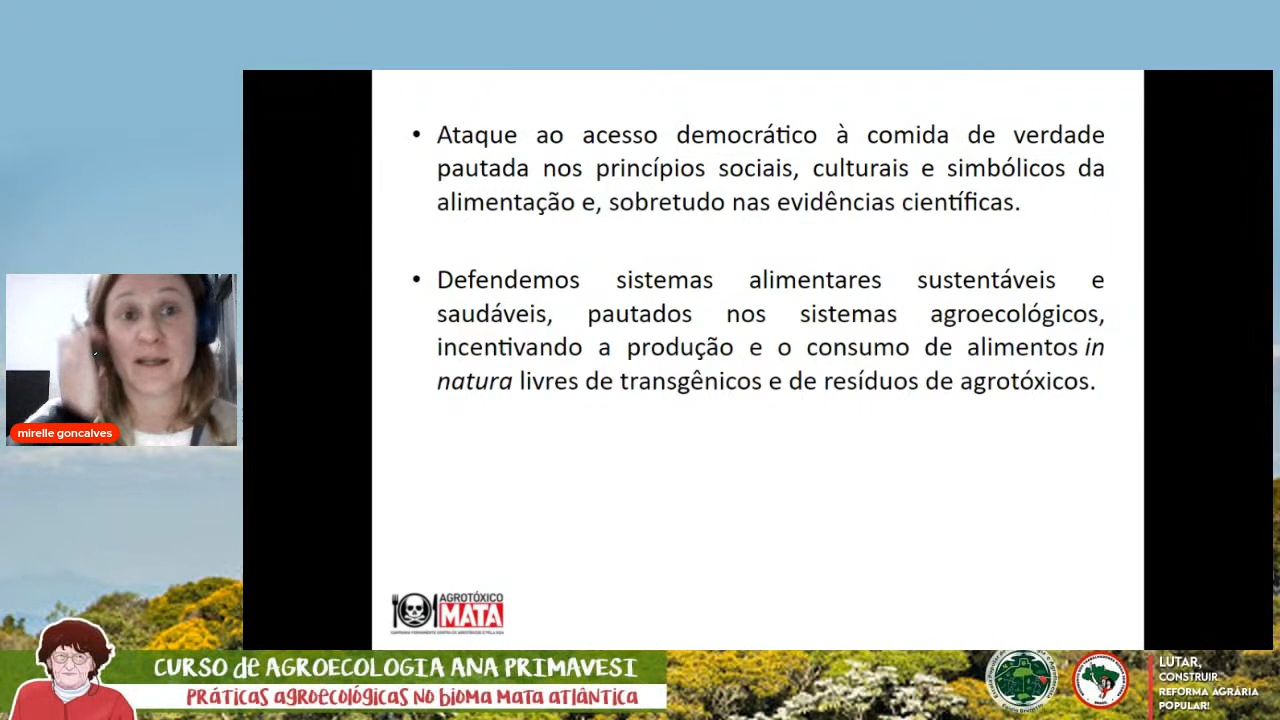 • Ataque ao acesso democrático à comida de verdade
pautada nos princípios sociais, culturais e simbólicos da
alimentação e, sobretudo nas evidências científicas.
• Defendemos sistemas alimentares sustentáveis e
saudáveis, pautados nos sistemas agroecológicos,
incentivando a produção e o consumo de alimentos in
natura livres de transgênicos e de resíduos de agrotóxicos.
mirelle goncalves
AGROTÓXICO
MATA
CURSO de AGROECOLOGIA ANA PRIMAVESI
PRÁTICAS agroecológicas NO bioma MATA ATLÂNTICA
LUTAR,
CONSTRUIR
REFORMA AGRÁRIA
POPULAR!